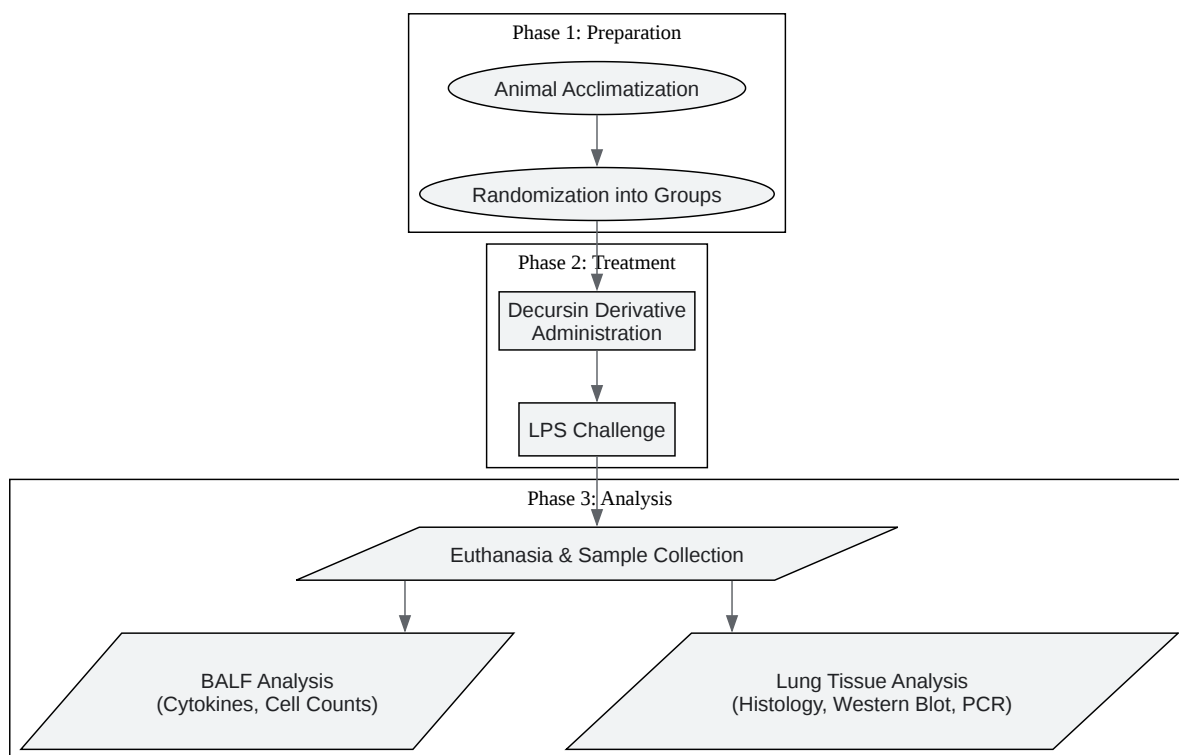 Phase 1: Preparation
Animal Acclimatization
Randomization into Groups
Phase 2: Treatment
Decursin Derivative
Administration
LPS Challenge
Phase 3: Analysis
Euthanasia & Sample Collection
BALF Analysis
(Cytokines, Cell Counts)
Lung Tissue Analysis
(Histology, Western Blot, PCR)